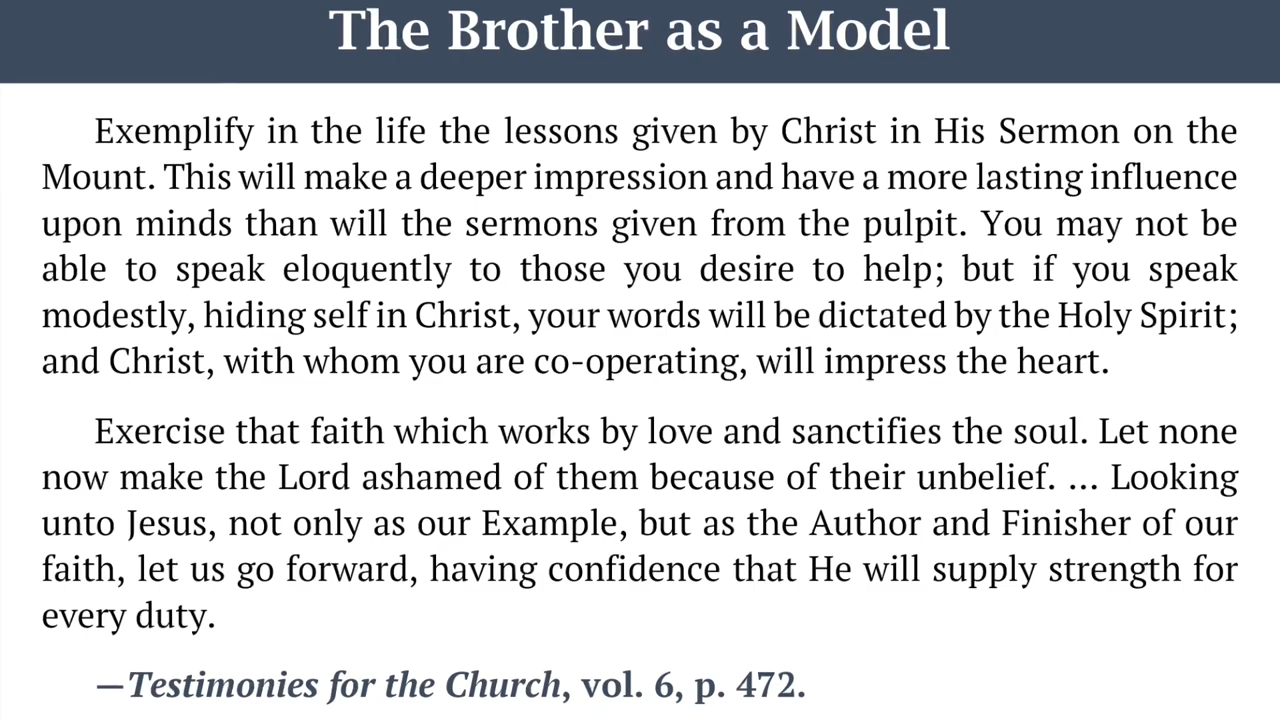 The Brother as a Model
Exemplify in the life the lessons given by Christ in His Sermon on the
Mount. This will make a deeper impression and have a more lasting influence
upon minds than will the sermons given from the pulpit. You may not be
able to speak eloquently to those you desire to help; but if you speak
modestly, hiding self in Christ, your words will be dictated by the Holy Spirit;
and Christ, with whom you are co-operating, will impress the heart.
Exercise that faith which works by love and sanctifies the soul. Let none
now make the Lord ashamed of them because of their unbelief. ... Looking
unto Jesus, not only as our Example, but as the Author and Finisher of our
faith, let us go forward, having confidence that He will supply strength for
every duty.
—Testimonies for the Church, vol. 6, p. 472.